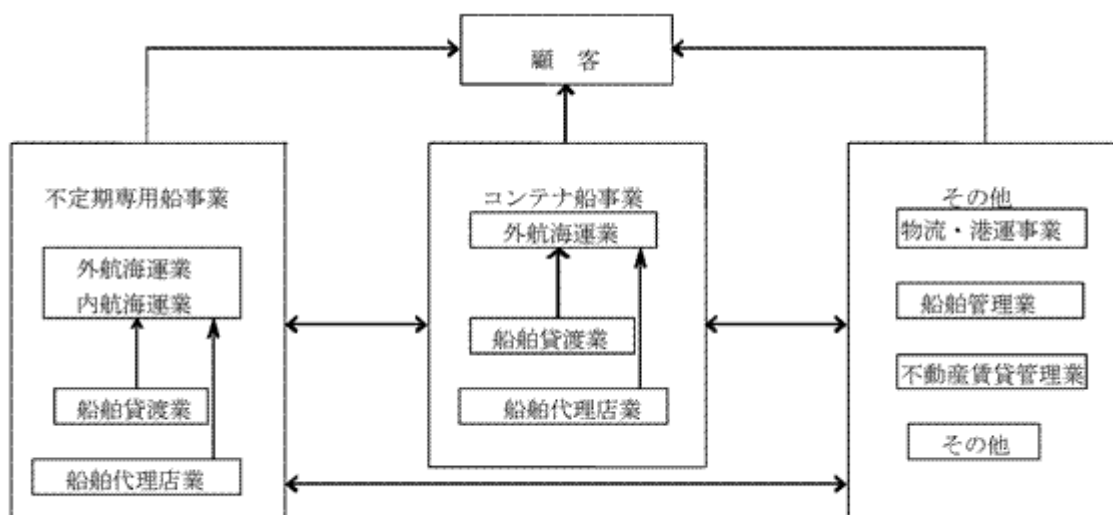 顧　客
不定期専用船事業
外航海運業
内航海運業
船舶貸渡業
船舶代理店業
コンテナ船事業
外航海運業
船舶貸渡業
船舶代理店業
その他
物流・港運事業
船舶管理業
不動産賃貸管理業
その他